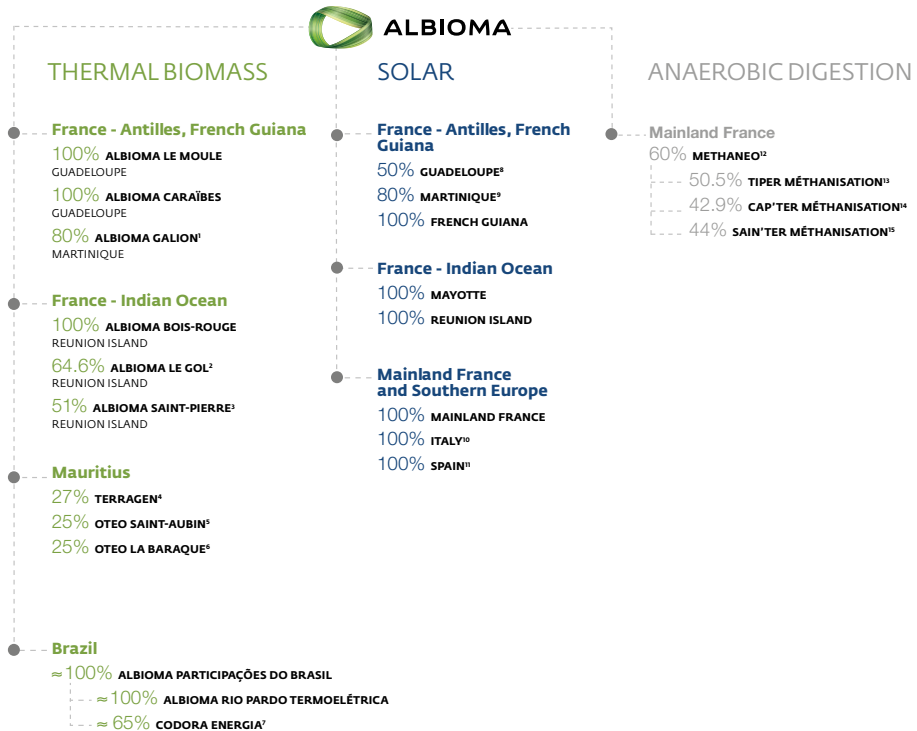 ALBIOMA
THERMAL BIOMASS
France - Antilles, French Guiana
100% ALBIOMA LE MOULE
GUADELOUPE
100% ALBIOMA CARAÏBES
GUADELOUPE
80% ALBIOMA GALION¹
MARTINIQUE
France - Indian Ocean
100% ALBIOMA BOIS-ROUGE
REUNION ISLAND
64.6% ALBIOMA LE GOL²
REUNION ISLAND
51% ALBIOMA SAINT-PIERRE³
REUNION ISLAND
Mauritius
27% TERRAGEN⁴
25% OTEO SAINT-AUBIN⁵
25% OTEO LA BARAQUE⁶
Brazil
≈ 100% ALBIOMA PARTICIPAÇÕES DO BRASIL
≈ 100% ALBIOMA RIO PARDO TERMOELÉTRICA
≈ 65% CODORA ENERGIA⁷
SOLAR
France - Antilles, French
Guiana
50% GUADELOUPE⁸
80% MARTINIQUE⁹
100% FRENCH GUIANA
France - Indian Ocean
100% MAYOTTE
100% REUNION ISLAND
Mainland France
and Southern Europe
100% MAINLAND FRANCE
100% ITALY¹⁰
100% SPAIN¹¹
ANAEROBIC DIGESTION
Mainland France
60% METHANEO¹²
50.5% TIPER MÉTHANISATION¹³
42.9% CAP'TER MÉTHANISATION¹⁴
44% SAIN'TER MÉTHANISATION¹⁵